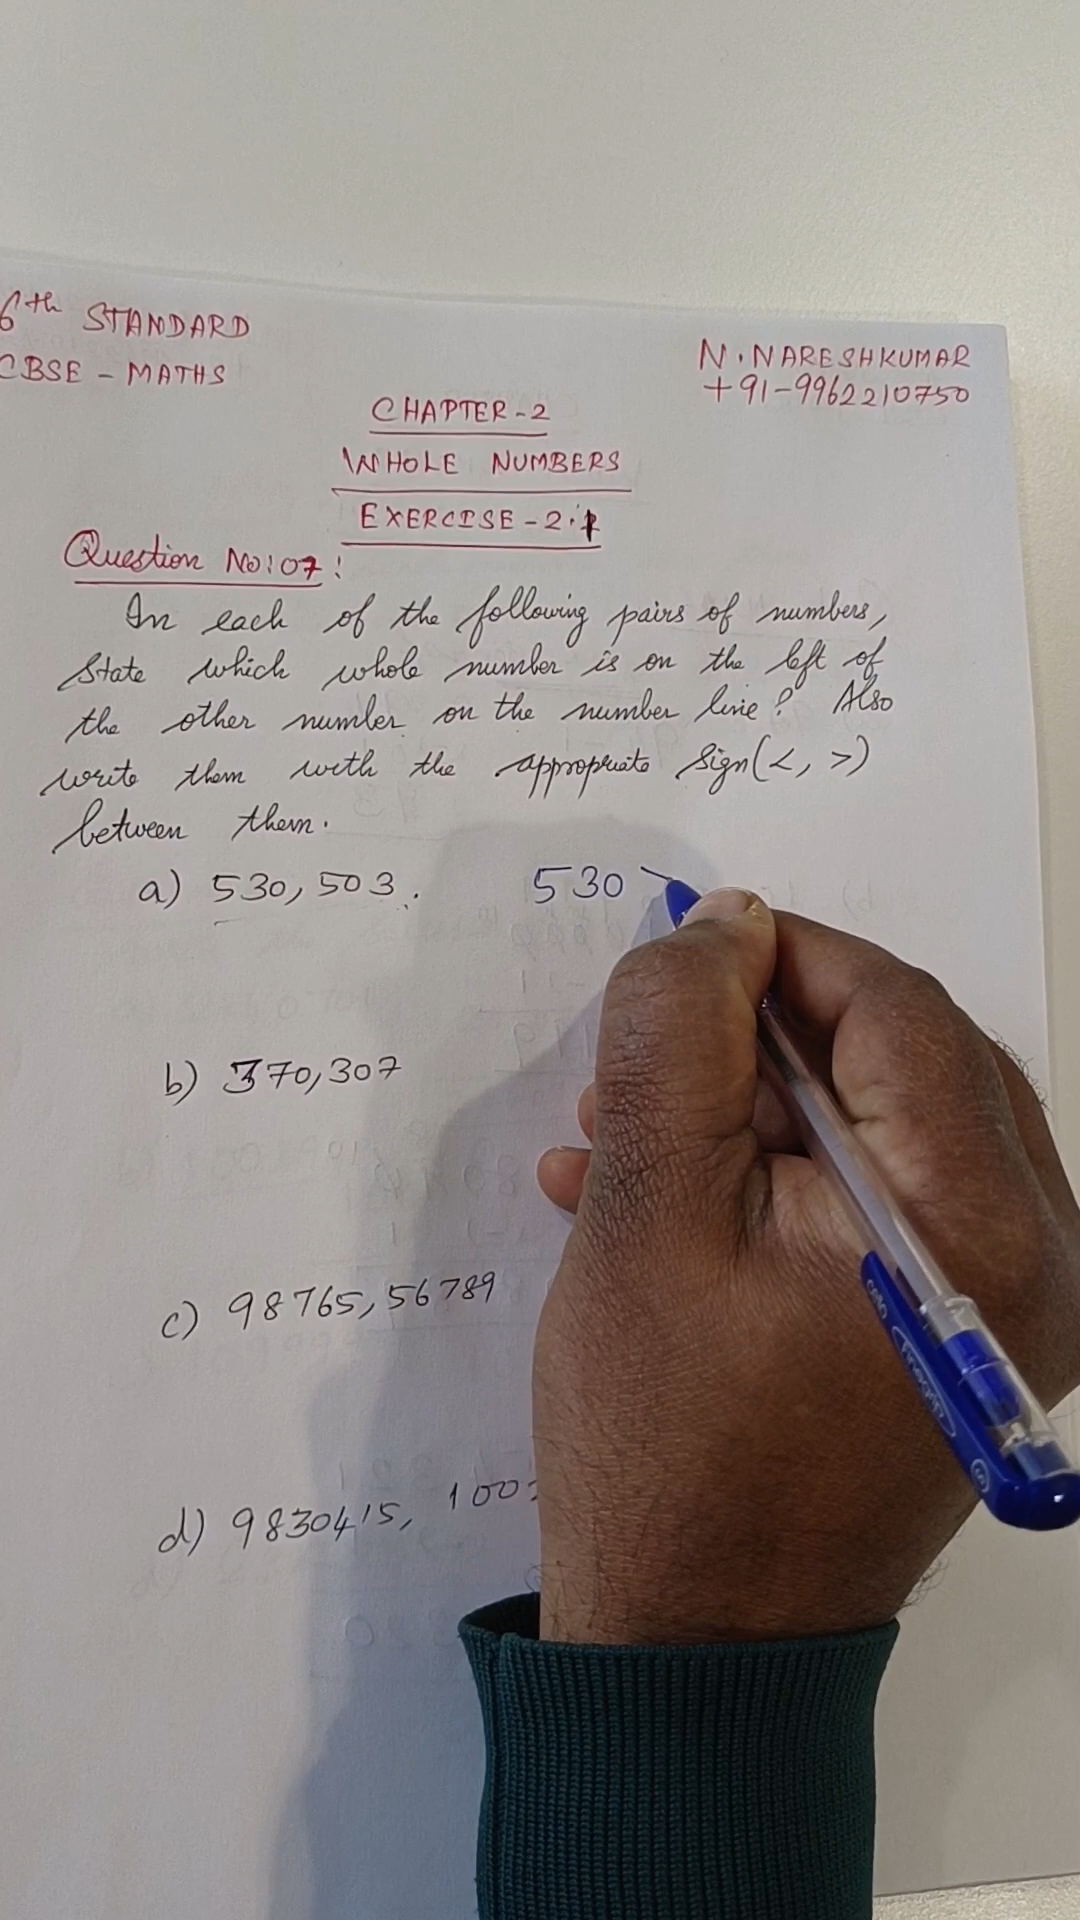 6th STANDARD
CBSE - MATHS
N. NARESHKUMAR
+91-9962210750
CHAPTER-2
WHOLE NUMBERS
EXERCISE-2.1
Question No:07:
In each of the following pairs of numbers,
State which whole number is on the left of
the other number on the number line? Also
write them with the appropriate sign(<, >)
between them.
a) 530, 503. 530 >
b) 370, 307
c) 98765, 56789
d) 9830415, 100
cello finegrip